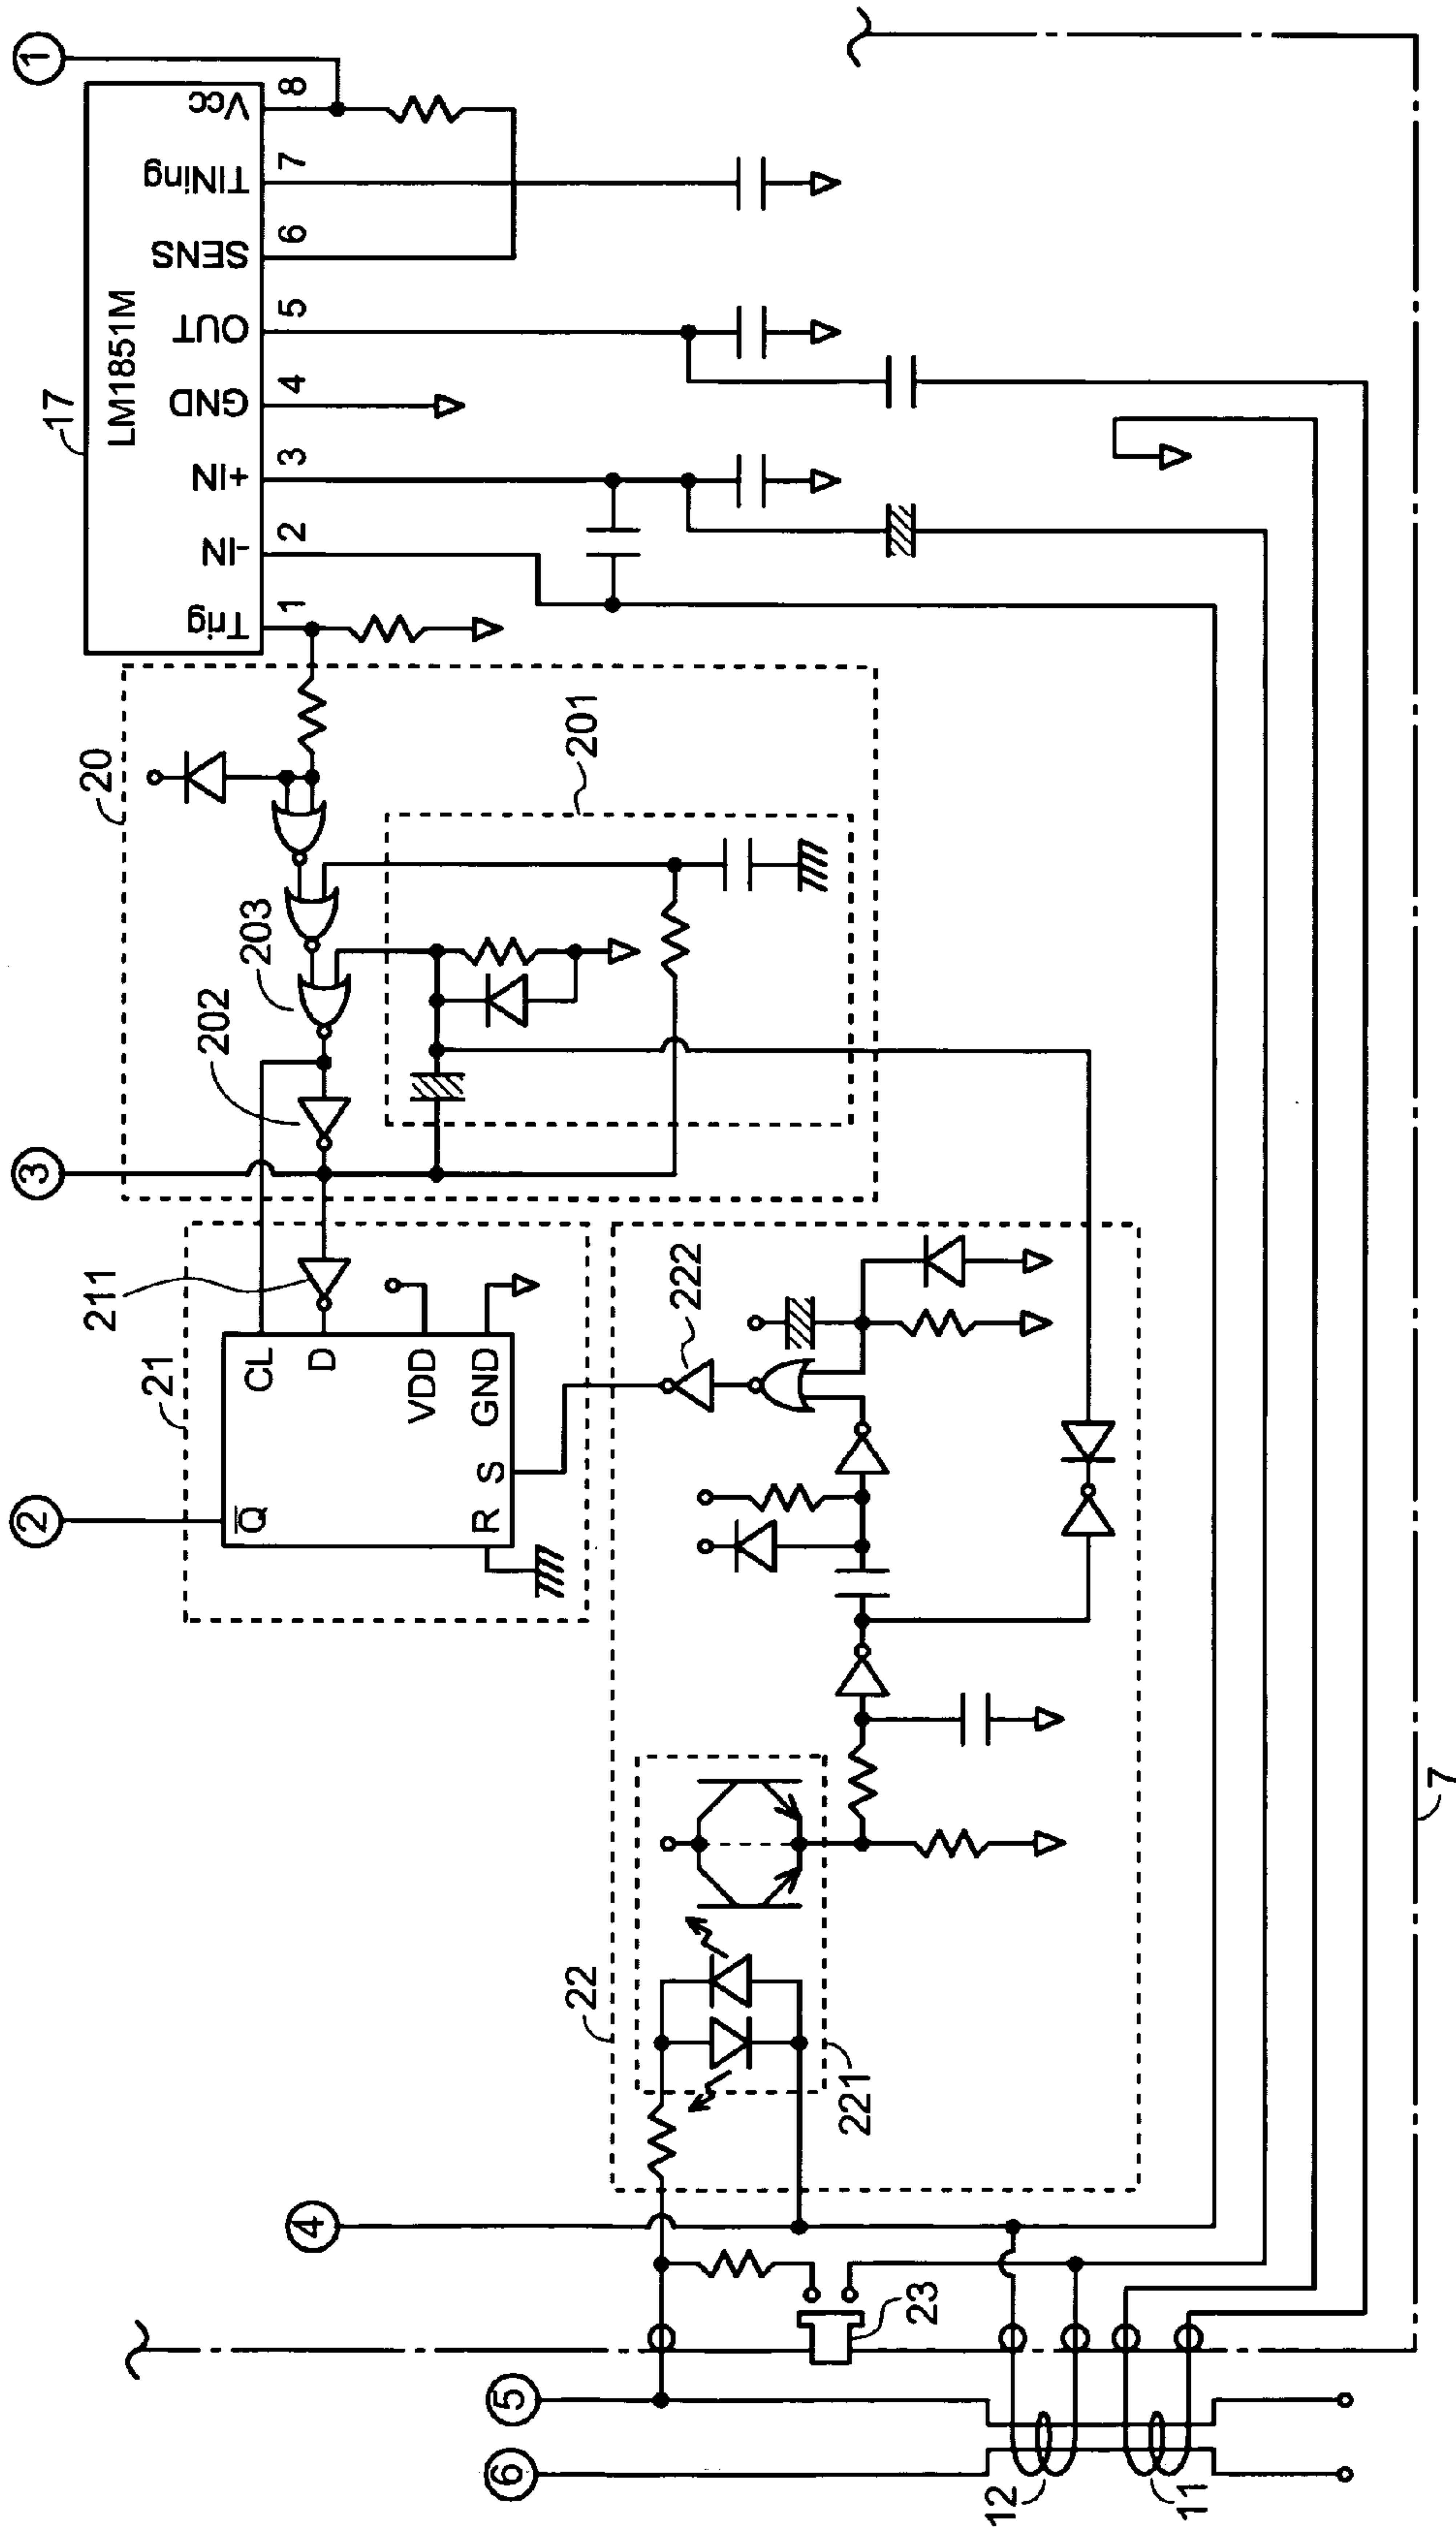 1
17
LM1851M
Trig
-IN
+IN
GND
OUT
SENS
TINing
Vcc
1
2
3
4
5
6
7
8
20
201
203
202
3
2
21
211
CL
D
VDD
GND
Q̅
R
S
222
22
221
4
5
6
23
12
11
7